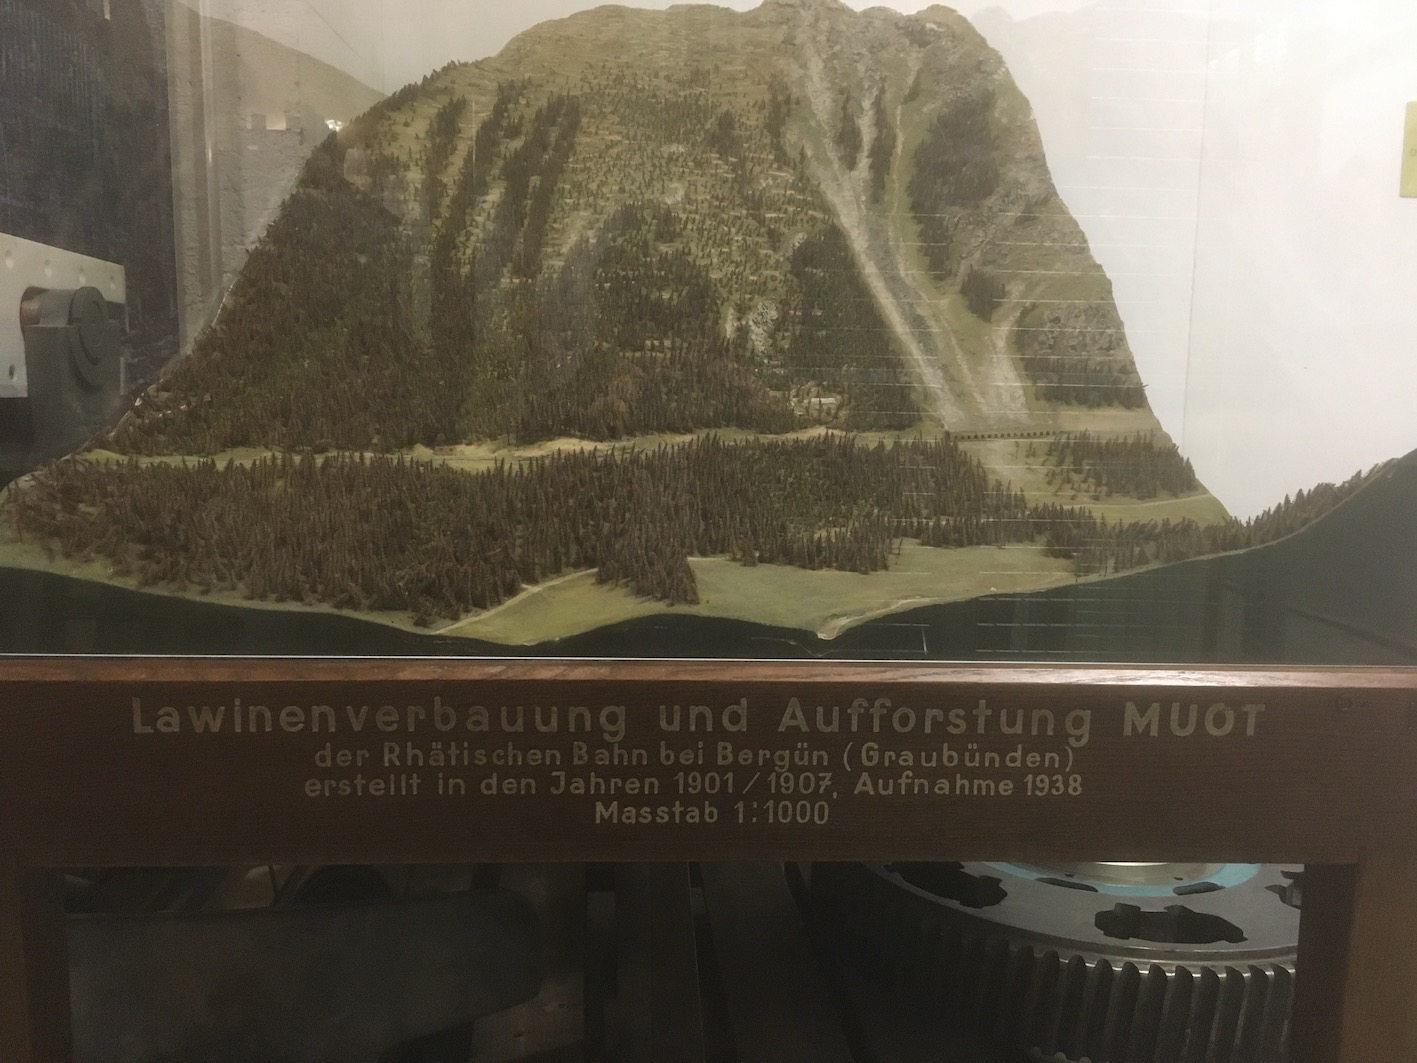 Lawinenverbauung und Aufforstung MUOT
der Rhätischen Bahn bei Bergün (Graubünden)
erstellt in den Jahren 1901/1907, Aufnahme 1938
Masstab 1:1000